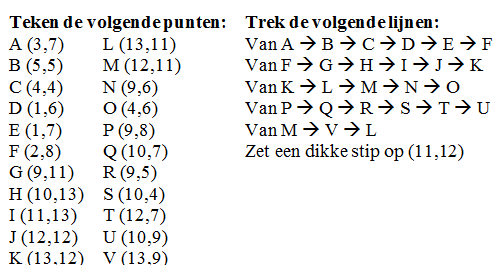 Teken de volgende punten:
A (3,7) L (13,11)
B (5,5) M (12,11)
C (4,4) N (9,6)
D (1,6) O (4,6)
E (1,7) P (9,8)
F (2,8) Q (10,7)
G (9,11) R (9,5)
H (10,13) S (10,4)
I (11,13) T (12,7)
J (12,12) U (10,9)
K (13,12) V (13,9)
Trek de volgende lijnen:
Van A → B → C → D → E → F
Van F → G → H → I → J → K
Van K → L → M → N → O
Van P → Q → R → S → T → U
Van M → V → L
Zet een dikke stip op (11,12)